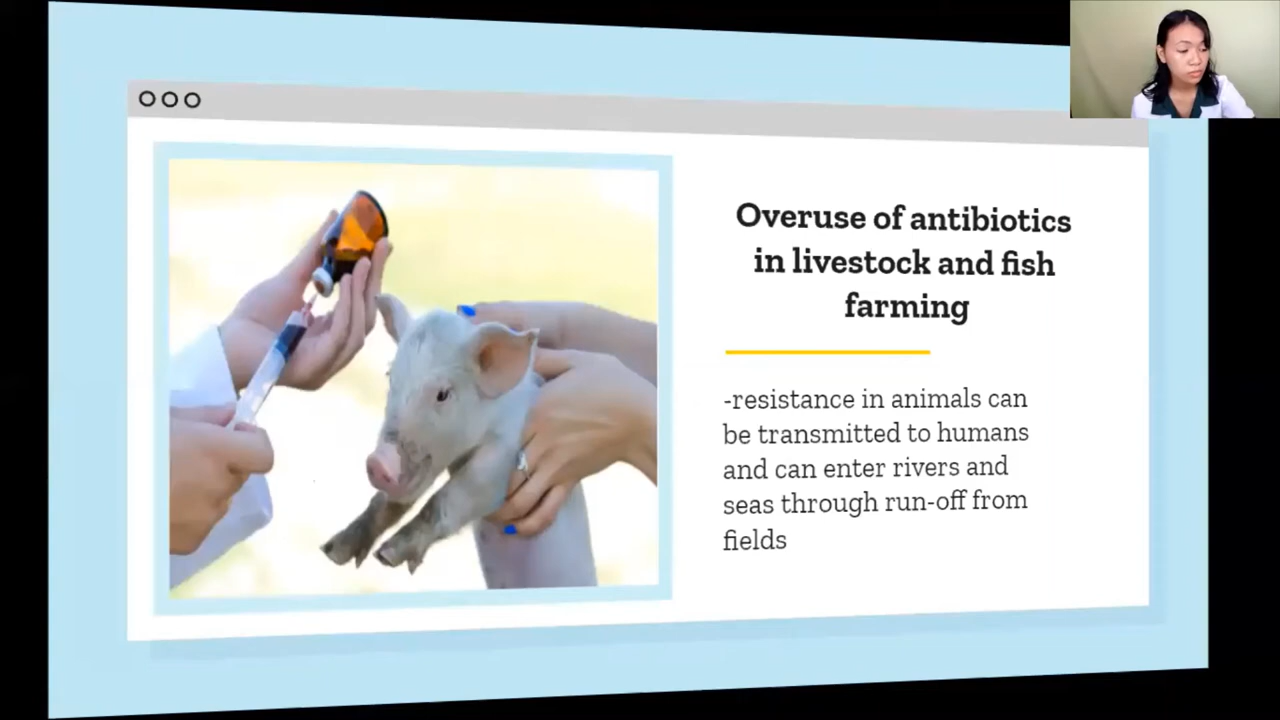 Overuse of antibiotics
in livestock and fish
farming
-resistance in animals can
be transmitted to humans
and can enter rivers and
seas through run-off from
fields